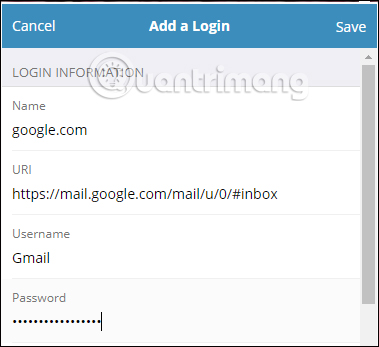 Cancel Add a Login Save
LOGIN INFORMATION
Quantrimang
Name
google.com
URI
https://mail.google.com/mail/u/0/#inbox
Username
Gmail
Password
•••••••••••••••••